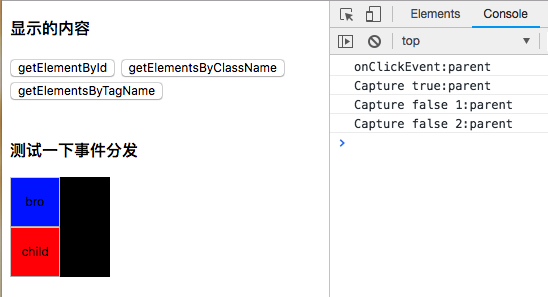 显示的内容
getElementById getElementsByClassName
getElementsByTagName
测试一下事件分发
bro
child
Elements Console
top
onClickEvent:parent
Capture true:parent
Capture false 1:parent
Capture false 2:parent